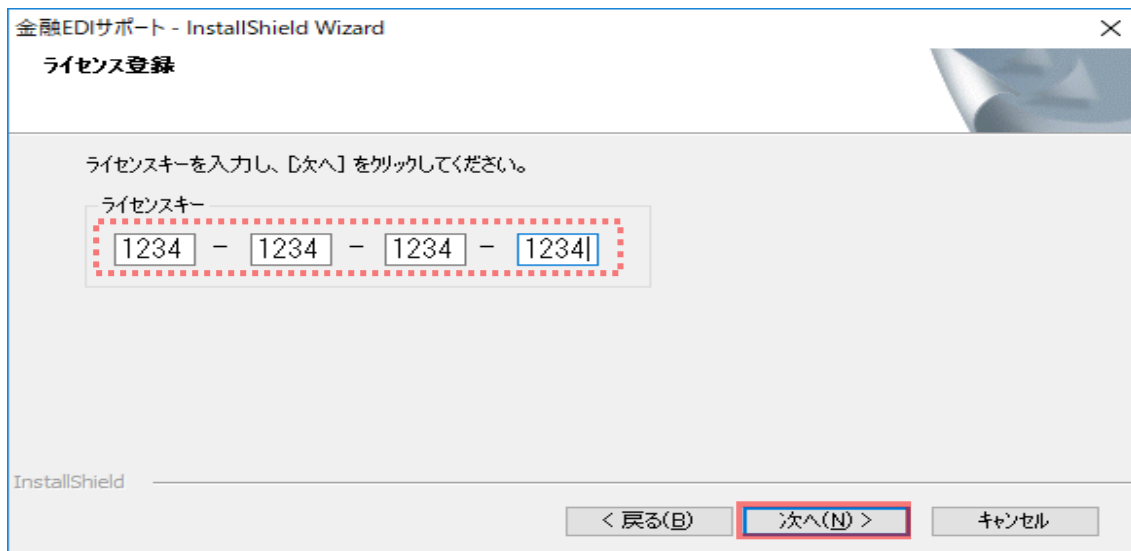 金融EDIサポート - InstallShield Wizard
ライセンス登録
ライセンスキーを入力し、[次へ] をクリックしてください。
ライセンスキー
1234 - 1234 - 1234 - 1234
InstallShield
< 戻る(B) 次へ(N) > キャンセル